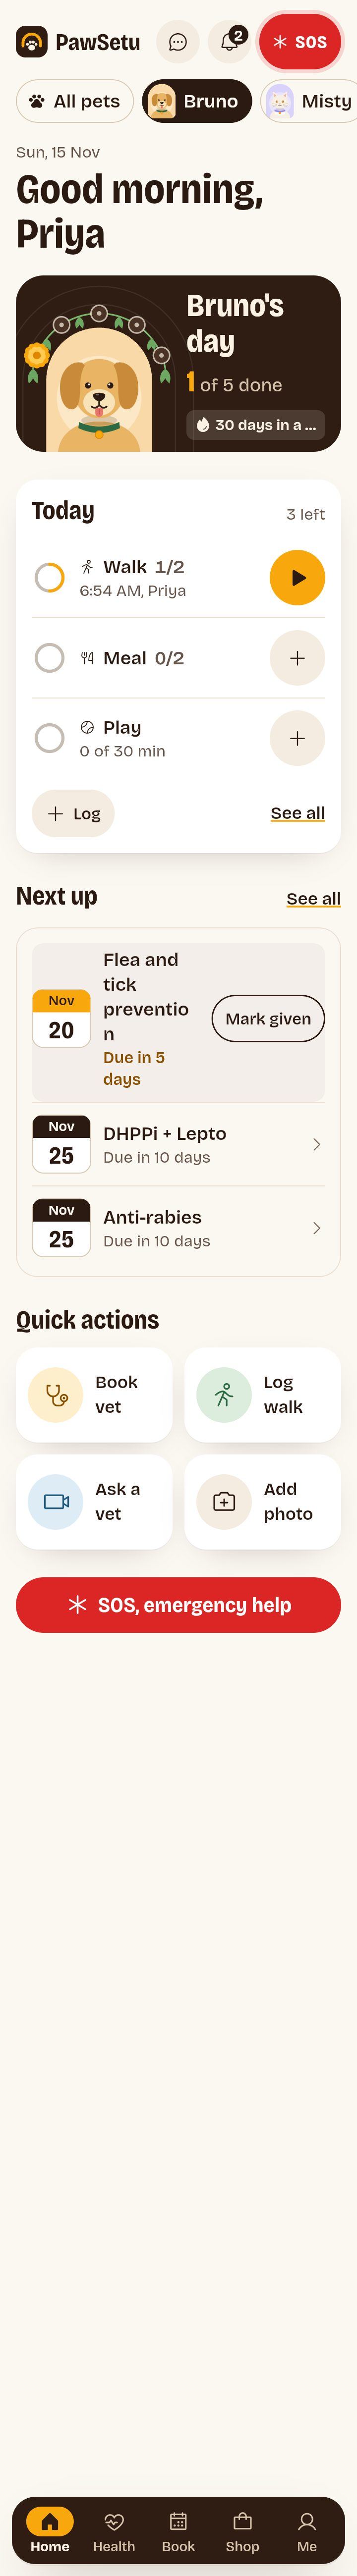 PawSetu
2
SOS
All pets
Bruno
Misty
Sun, 15 Nov
Good morning,
Priya
Bruno's
day
1 of 5 done
30 days in a ...
Today
3 left
Walk 1/2
6:54 AM, Priya
Meal 0/2
Play
0 of 30 min
Log
See all
Next up
See all
Nov
20
Flea and
tick
preventio
n
Due in 5
days
Mark given
Nov
25
DHPPi + Lepto
Due in 10 days
Nov
25
Anti-rabies
Due in 10 days
Quick actions
Book
vet
Log
walk
Ask a
vet
Add
photo
SOS, emergency help
Home
Health
Book
Shop
Me